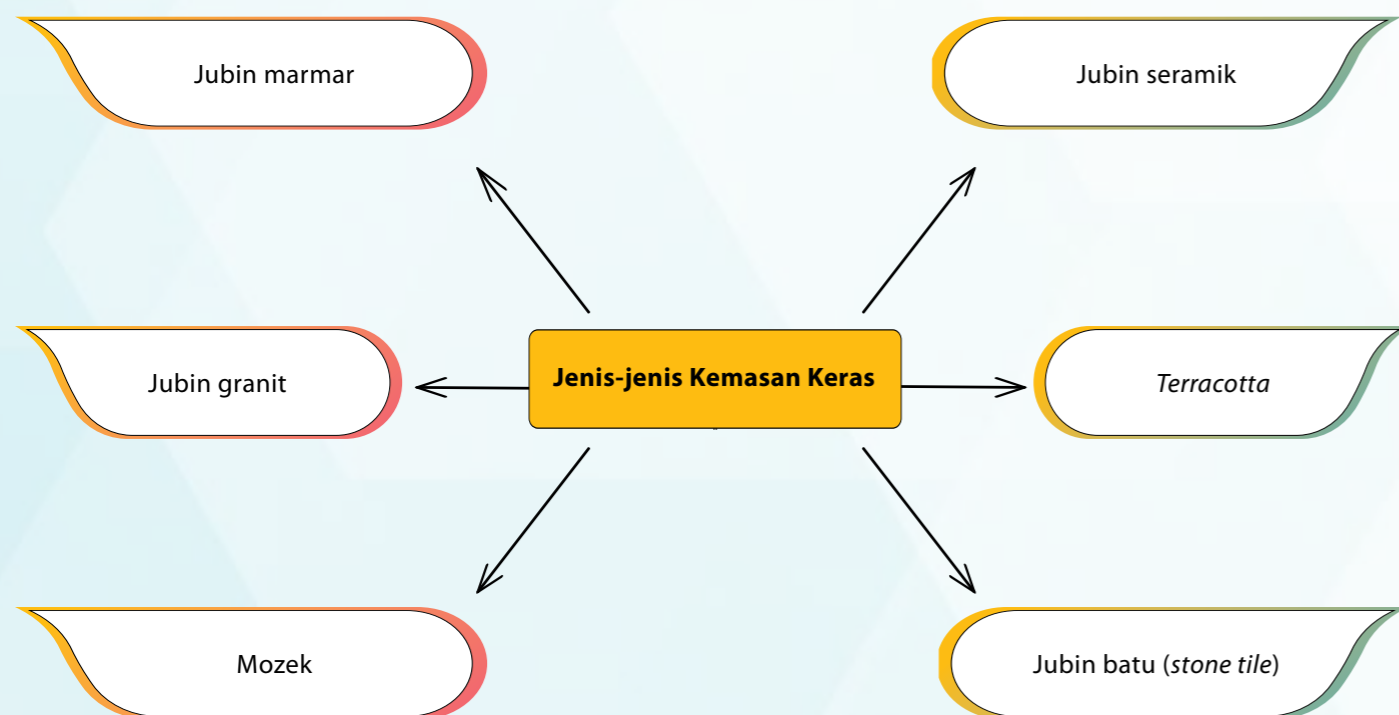 Jubin marmar
Jubin seramik
Jubin granit
Jenis-jenis Kemasan Keras
Terracotta
Mozek
Jubin batu (stone tile)